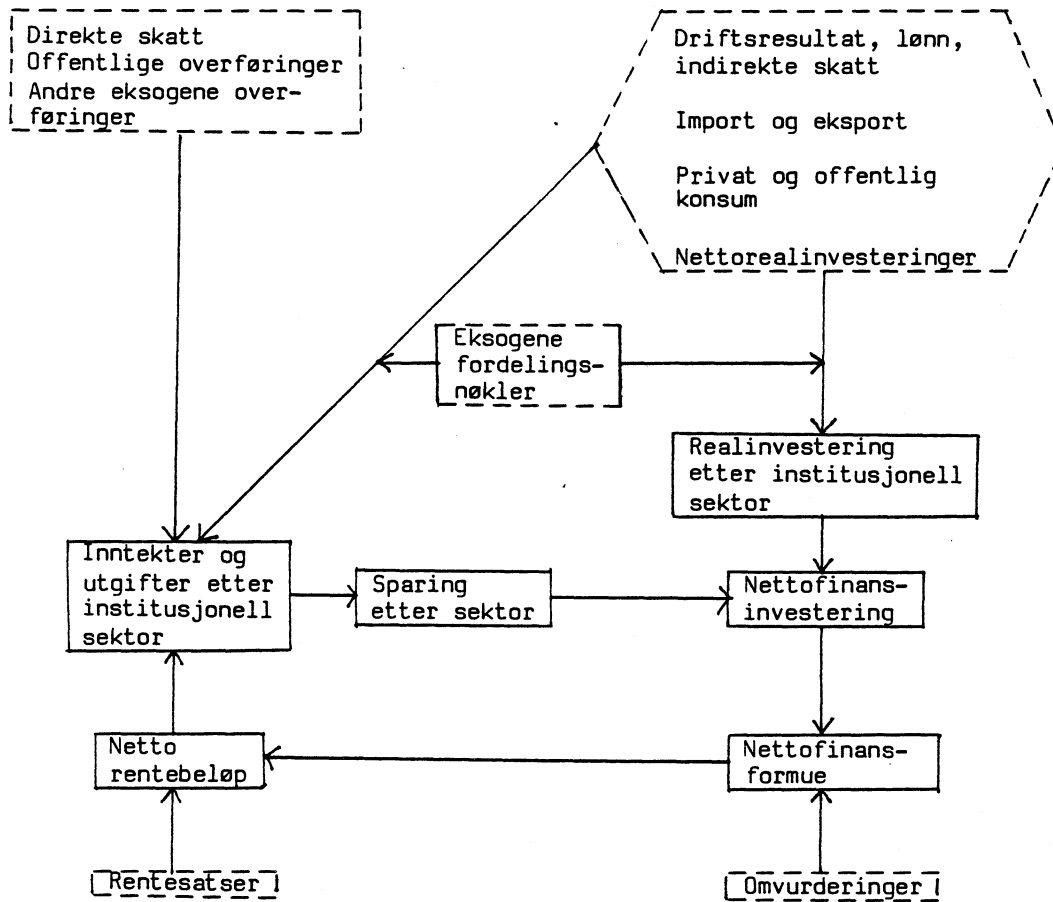 Direkte skatt
Offentlige overføringer
Andre eksogene over-
føringer
Driftsresultat, lønn,
indirekte skatt
Import og eksport
Privat og offentlig
konsum
Nettorealinvesteringer
Eksogene
fordelings-
nøkler
Realinvestering
etter institusjonell
sektor
Inntekter og
utgifter etter
institusjonell
sektor
Sparing
etter sektor
Nettofinans-
investering
Netto
rentebeløp
Nettofinans-
formue
Rentesatser
Omvurderinger